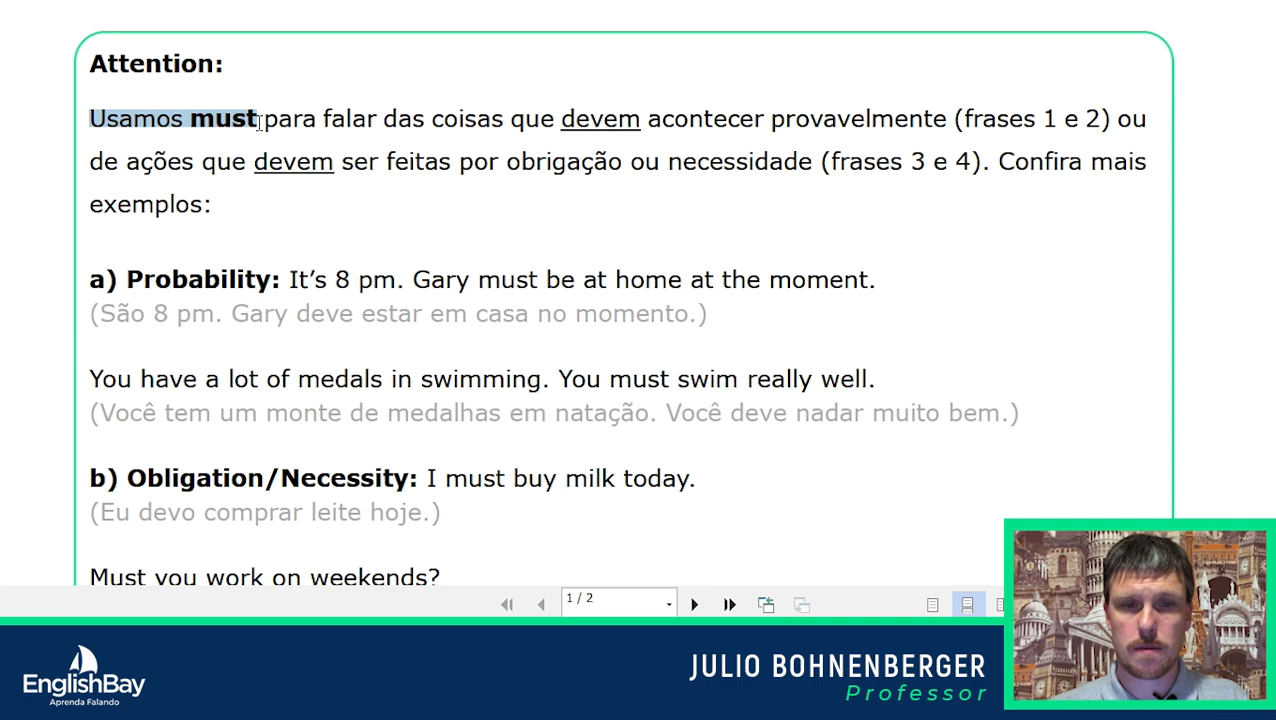 Attention:
Usamos must para falar das coisas que devem acontecer provavelmente (frases 1 e 2) ou
de ações que devem ser feitas por obrigação ou necessidade (frases 3 e 4). Confira mais
exemplos:
a) Probability: It’s 8 pm. Gary must be at home at the moment.
(São 8 pm. Gary deve estar em casa no momento.)
You have a lot of medals in swimming. You must swim really well.
(Você tem um monte de medalhas em natação. Você deve nadar muito bem.)
b) Obligation/Necessity: I must buy milk today.
(Eu devo comprar leite hoje.)
Must you work on weekends?
1 / 2
EnglishBay
Aprenda Falando
JULIO BOHNENBERGER
Professor